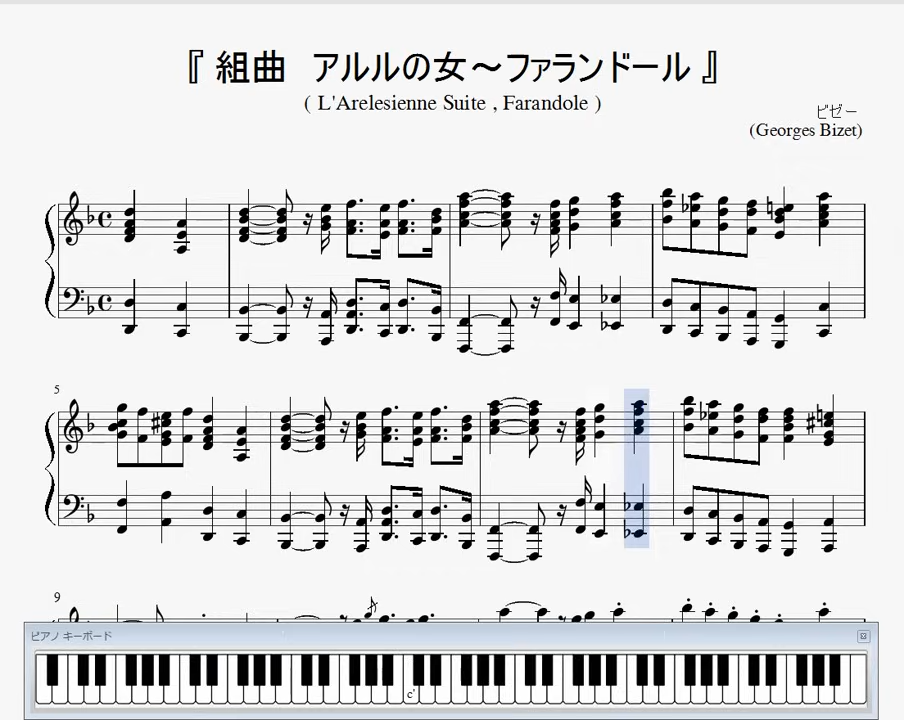 『 組曲　アルルの女～ファランドール 』
( L'Arelesienne Suite , Farandole )
ビゼー
(Georges Bizet)
5
9
ピアノ キーボード
c'